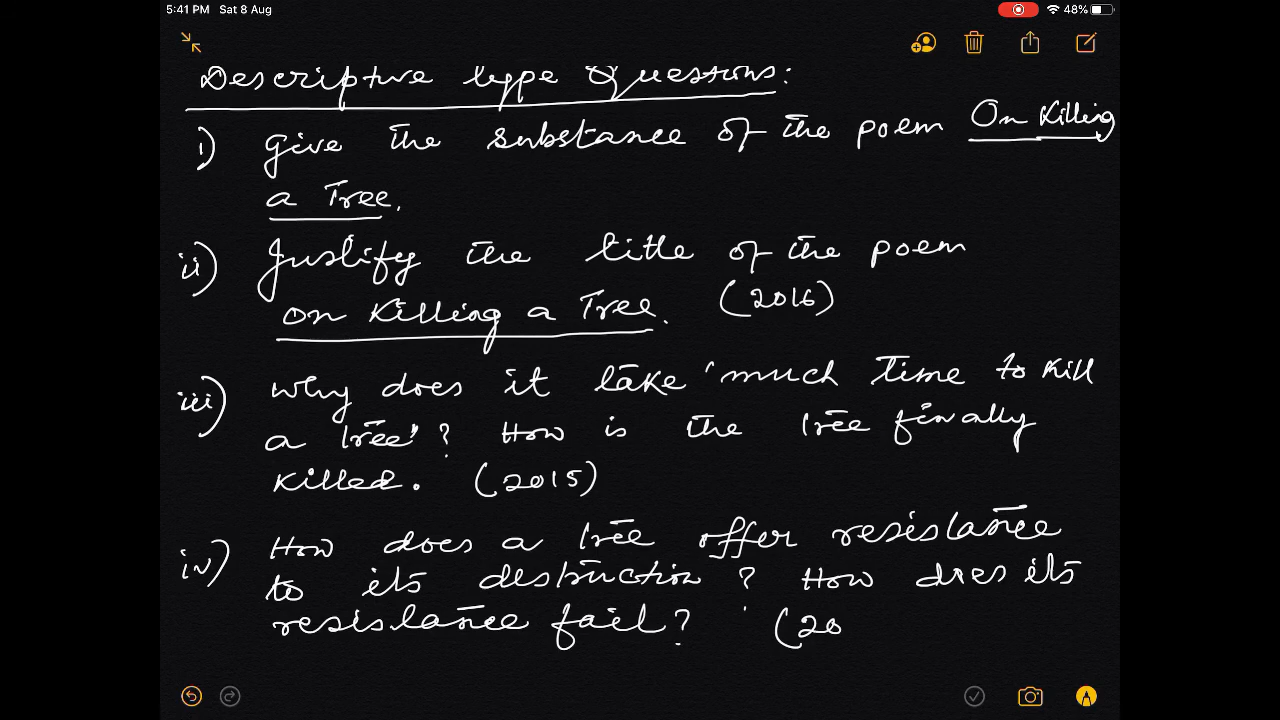 5:41 PM Sat 8 Aug 48%
Descriptive type Questions:
i) Give the substance of the poem On Killing
a Tree.
ii) Justify the title of the poem
On Killing a Tree. (2016)
iii) Why does it take 'much time to kill
a tree'? How is the tree finally
killed. (2015)
iv) How does a tree offer resistance
to its destruction? How does its
resistance fail? (20